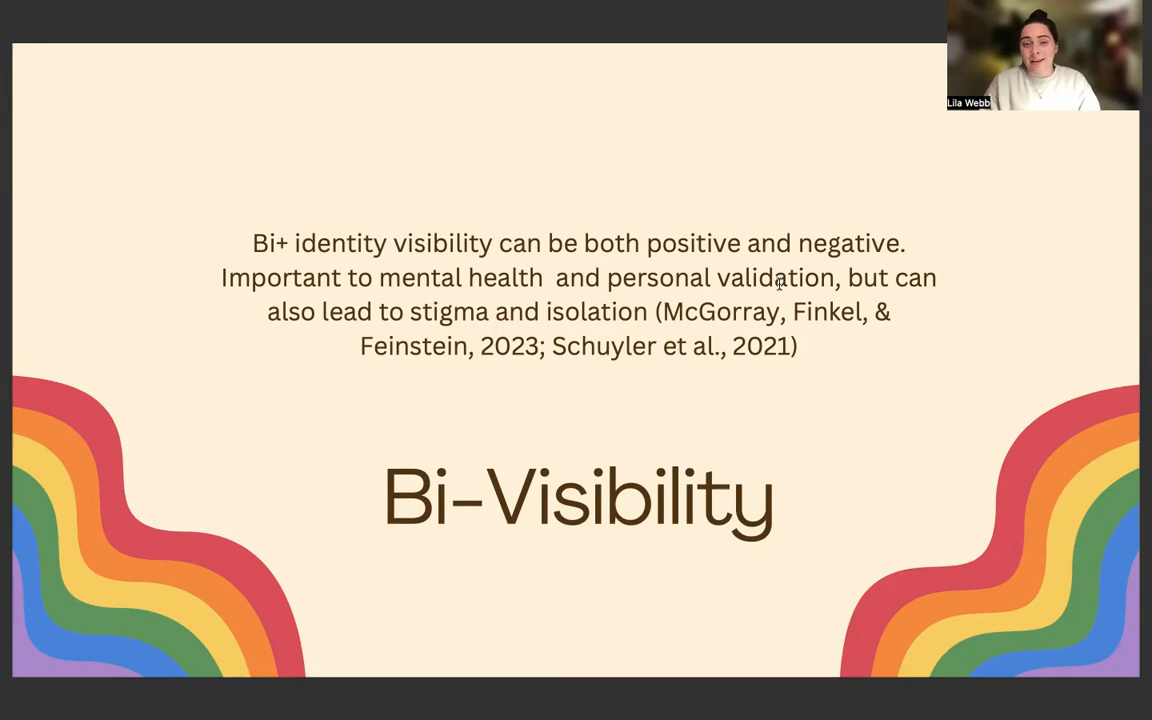 Lila Webb
Bi+ identity visibility can be both positive and negative.
Important to mental health and personal validation, but can
also lead to stigma and isolation (McGorray, Finkel, &
Feinstein, 2023; Schuyler et al., 2021)
Bi-Visibility